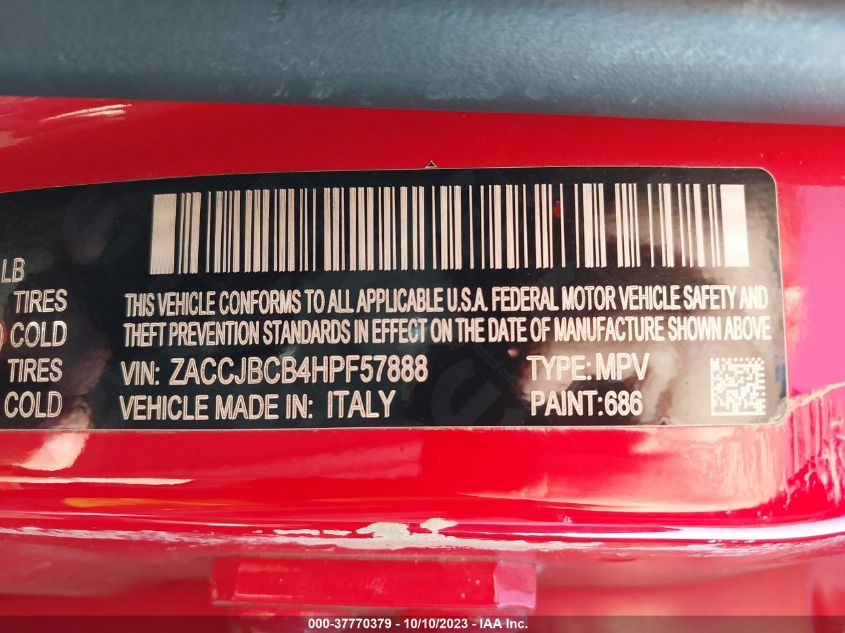 LB
TIRES
COLD
TIRES
COLD
THIS VEHICLE CONFORMS TO ALL APPLICABLE U.S.A. FEDERAL MOTOR VEHICLE SAFETY AND
THEFT PREVENTION STANDARDS IN EFFECT ON THE DATE OF MANUFACTURE SHOWN ABOVE
VIN: ZACCJBCB4HPF57888 TYPE: MPV
VEHICLE MADE IN: ITALY PAINT:686
000-37770379 - 10/10/2023 - IAA Inc.